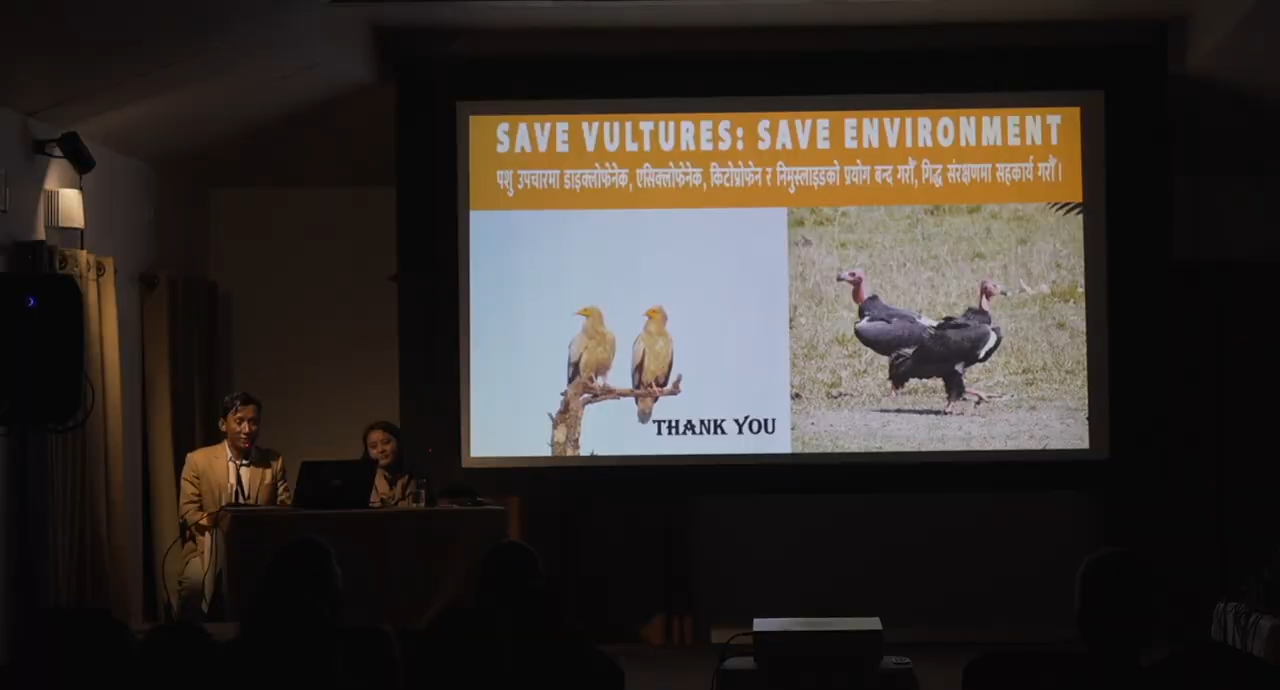 SAVE VULTURES: SAVE ENVIRONMENT
पशु उपचारमा डाइक्लोफेनेक, एसिक्लोफेनेक, किटोप्रोफेन र निमुस्लाइडको प्रयोग बन्द गरौं, गिद्ध संरक्षणमा सहकार्य गरौं।
THANK YOU